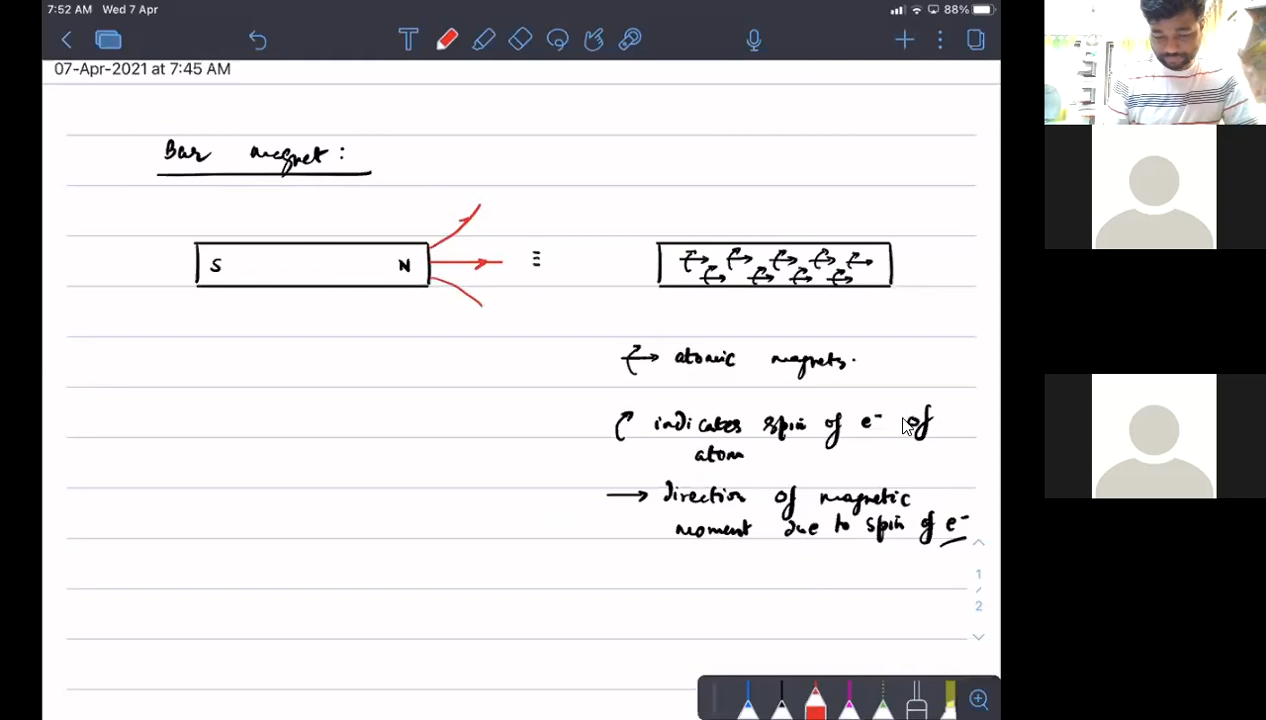 7:52 AM Wed 7 Apr
88%
T
07-Apr-2021 at 7:45 AM
Bar magnet :
S N ≡
atomic magnets.
indicates spin of e⁻ of
atom
→ direction of magnetic
moment due to spin of e⁻
1
/
2